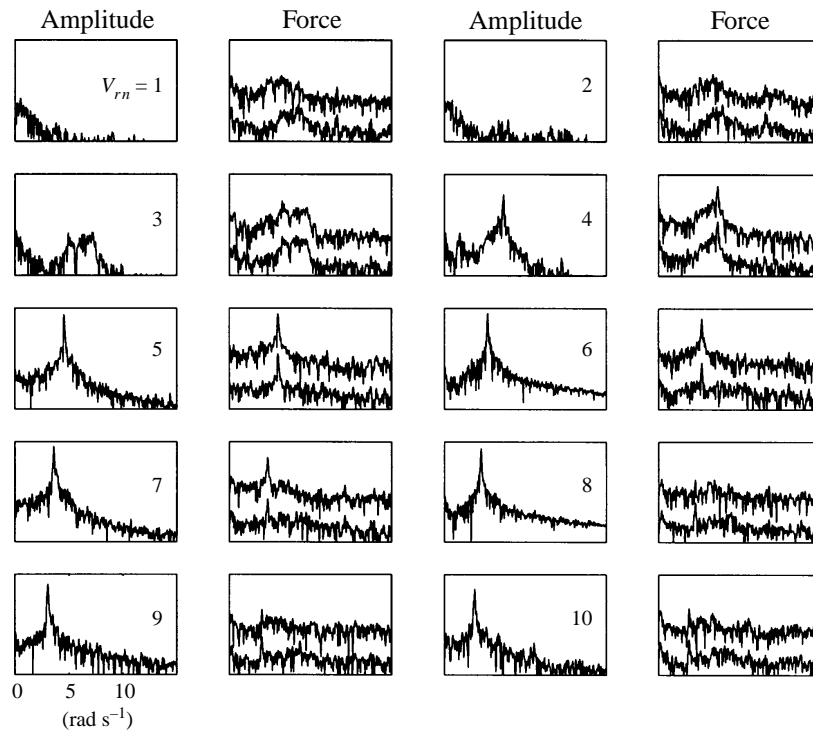 Amplitude Force Amplitude Force
V_rn = 1 2
3 4
5 6
7 8
9 10
0 5 10
(rad s⁻¹)